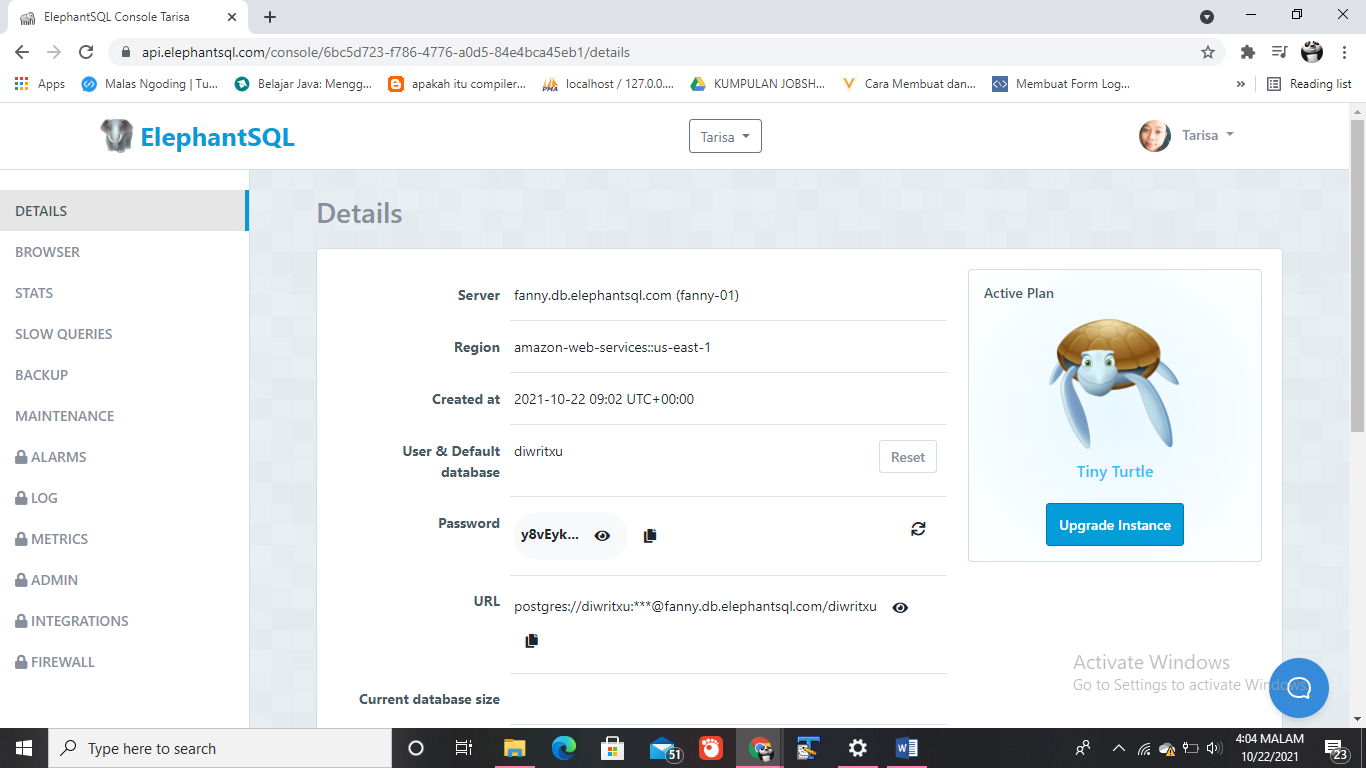 ElephantSQL Console Tarisa
api.elephantsql.com/console/6bc5d723-f786-4776-a0d5-84e4bca45eb1/details
Apps
Malas Ngoding | Tu...
Belajar Java: Mengg...
apakah itu compiler...
localhost / 127.0.0....
KUMPULAN JOBSH...
Cara Membuat dan...
Membuat Form Log...
»
Reading list
ElephantSQL
Tarisa
Tarisa
DETAILS
BROWSER
STATS
SLOW QUERIES
BACKUP
MAINTENANCE
ALARMS
LOG
METRICS
ADMIN
INTEGRATIONS
FIREWALL
Details
Server
fanny.db.elephantsql.com (fanny-01)
Region
amazon-web-services::us-east-1
Created at
2021-10-22 09:02 UTC+00:00
User & Default
database
diwritxu
Reset
Password
y8vEyk...
URL
postgres://diwritxu:***@fanny.db.elephantsql.com/diwritxu
Current database size
Active Plan
Tiny Turtle
Upgrade Instance
Activate Windows
Go to Settings to activate Windows.
Type here to search
51
4:04 MALAM
10/22/2021
23